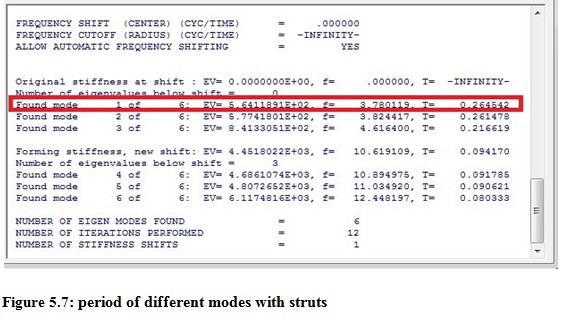 FREQUENCY SHIFT (CENTER) (CYC/TIME) = .000000
FREQUENCY CUTOFF (RADIUS) (CYC/TIME) = -INFINITY-
ALLOW AUTOMATIC FREQUENCY SHIFTING = YES
Original stiffness at shift : EV= 0.0000000E+00, f= .000000, T= -INFINITY-
Number of eigenvalues below shift = 0
Found mode 1 of 6: EV= 5.6411891E+02, f= 3.780119, T= 0.264542
Found mode 2 of 6: EV= 5.7741801E+02, f= 3.824417, T= 0.261478
Found mode 3 of 6: EV= 8.4133051E+02, f= 4.616400, T= 0.216619
Forming stiffness, new shift: EV= 4.4518022E+03, f= 10.619109, T= 0.094170
Number of eigenvalues below shift = 3
Found mode 4 of 6: EV= 4.6861074E+03, f= 10.894975, T= 0.091785
Found mode 5 of 6: EV= 4.8072652E+03, f= 11.034920, T= 0.090621
Found mode 6 of 6: EV= 6.1174816E+03, f= 12.448197, T= 0.080333
NUMBER OF EIGEN MODES FOUND = 6
NUMBER OF ITERATIONS PERFORMED = 12
NUMBER OF STIFFNESS SHIFTS = 1
Figure 5.7: period of different modes with struts